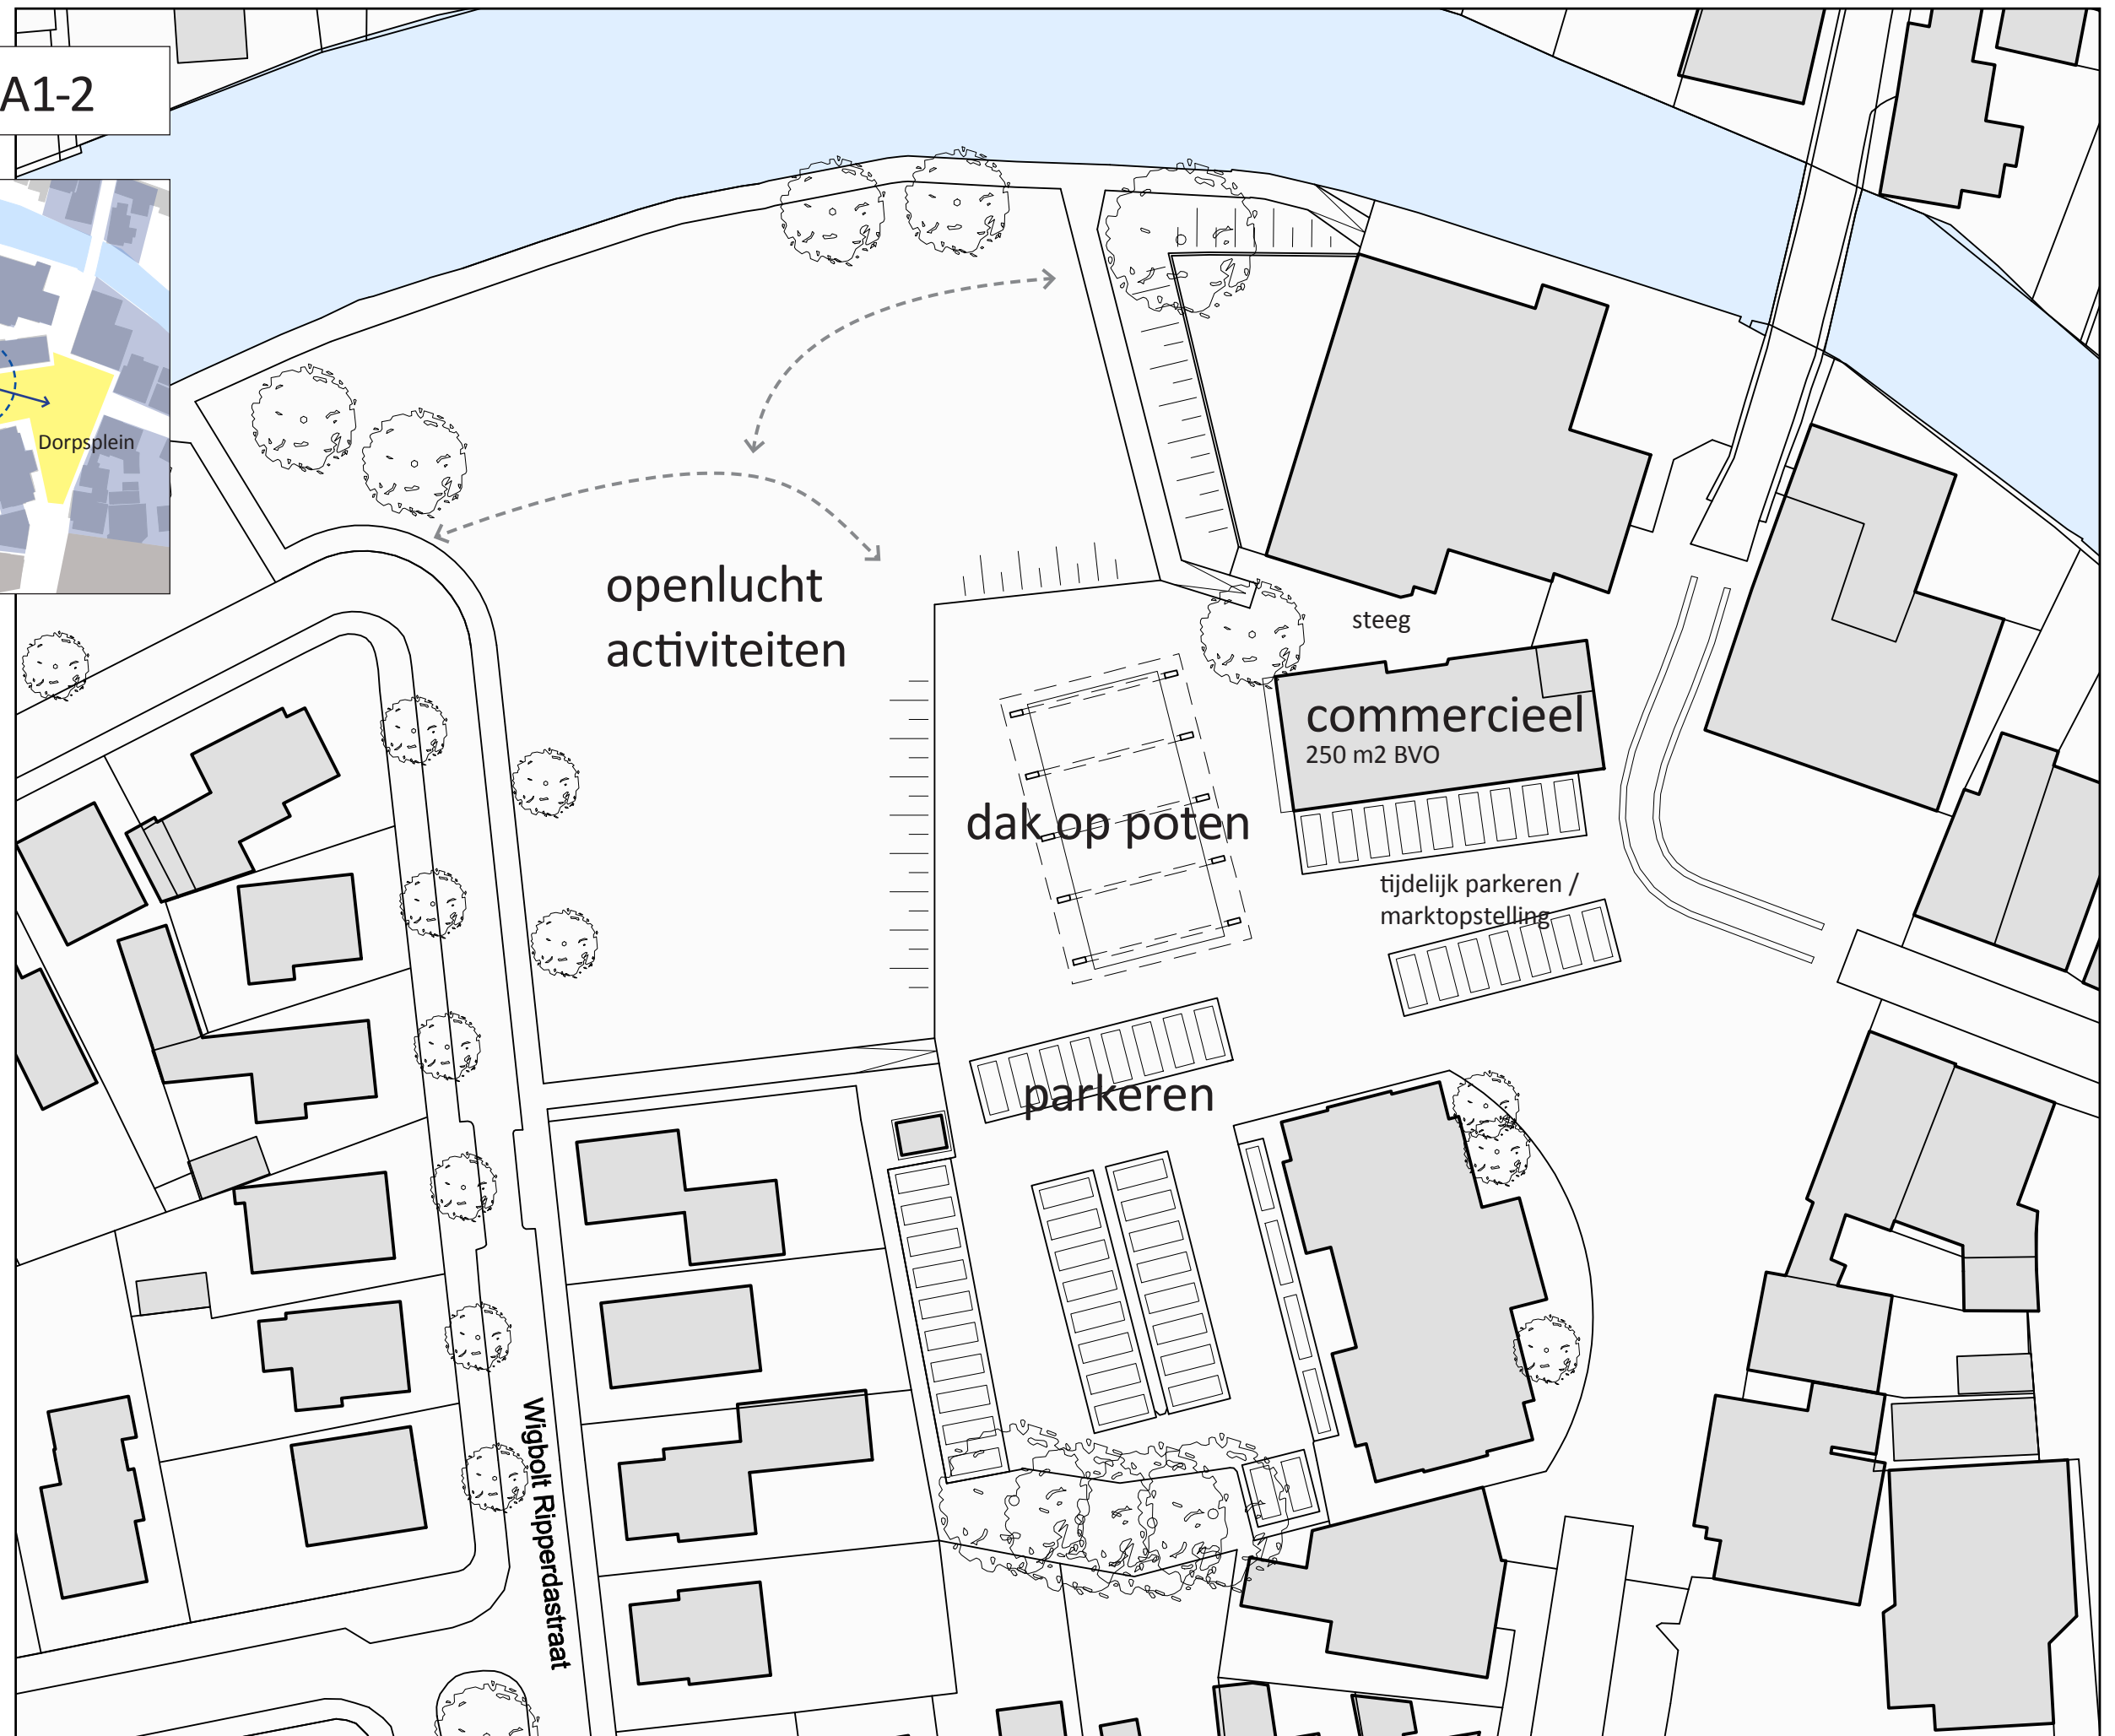 A1-2
Dorpsplein
openlucht
activiteiten
steeg
commercieel
250 m2 BVO
dak op poten
tijdelijk parkeren /
marktopstelling
parkeren
Wigbolt Ripperdastraat